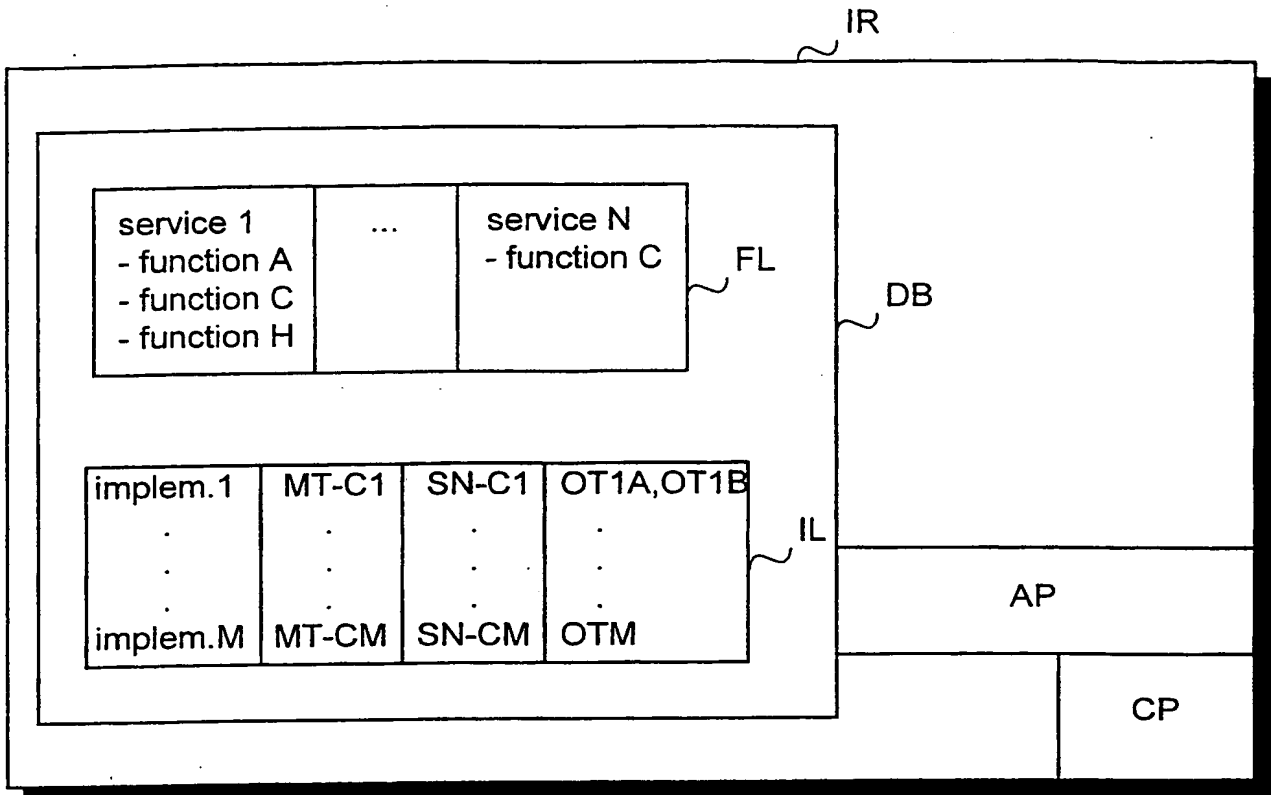 IR
service 1
- function A
- function C
- function H
...
service N
- function C
FL
DB
implem.1 MT-C1 SN-C1 OT1A,OT1B
. . . .
. . . .
. . . .
implem.M MT-CM SN-CM OTM
IL
AP
CP